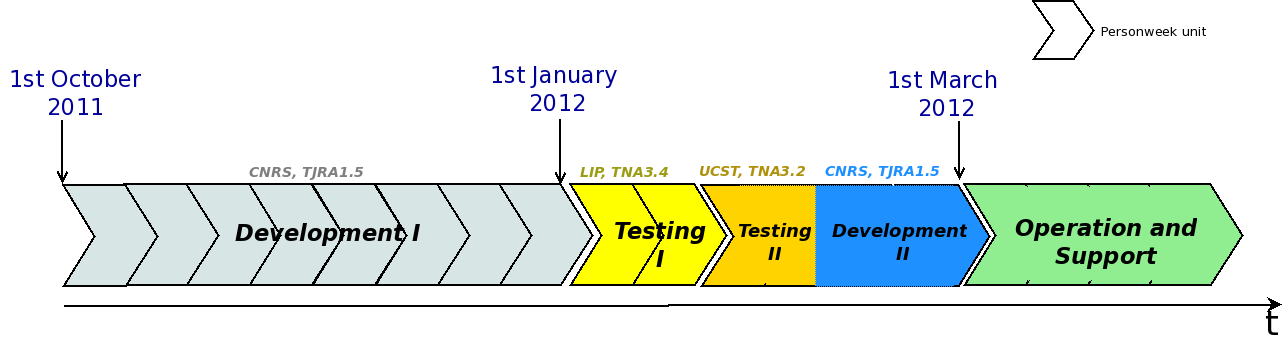 Personweek unit
1st October
2011
1st January
2012
1st March
2012
CNRS, TJRA1.5
LIP, TNA3.4
UCST, TNA3.2
CNRS, TJRA1.5
Development I
Testing
I
Testing
II
Development
II
Operation and
Support
t